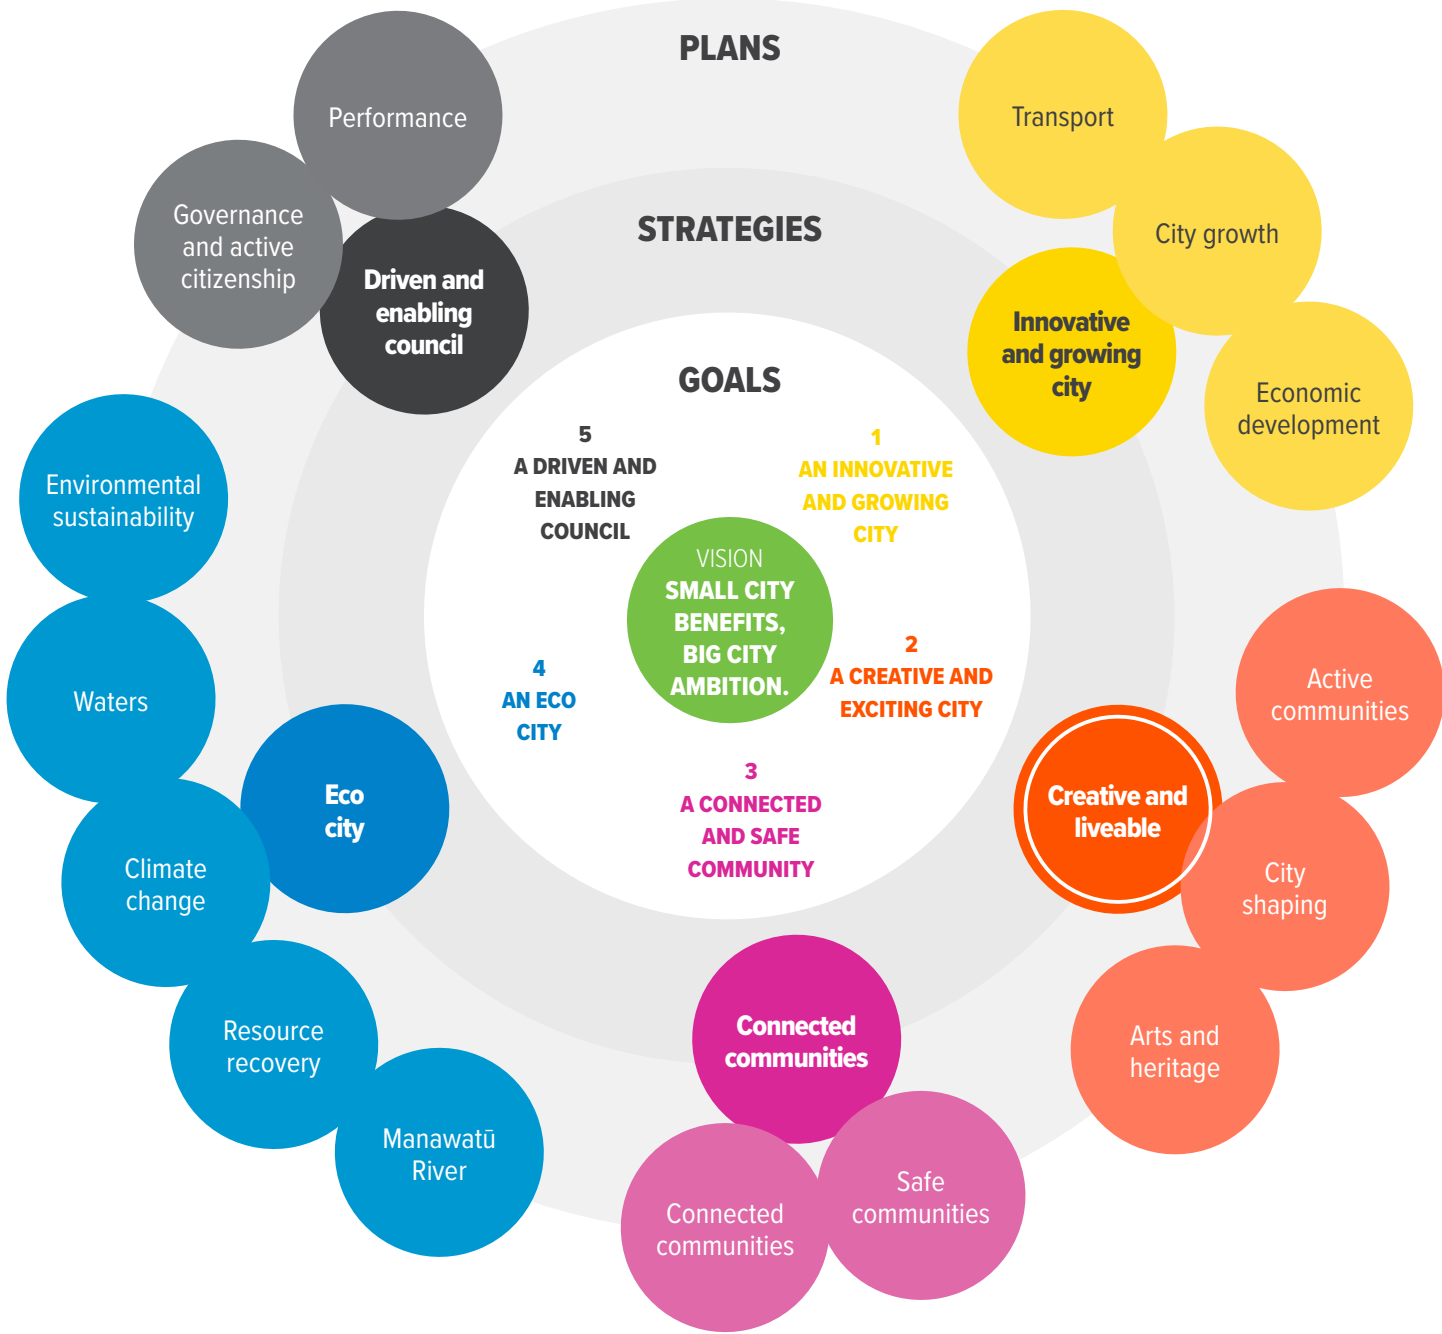 PLANS
STRATEGIES
GOALS
VISION
SMALL CITY
BENEFITS,
BIG CITY
AMBITION.
1
AN INNOVATIVE
AND GROWING
CITY
2
A CREATIVE AND
EXCITING CITY
3
A CONNECTED
AND SAFE
COMMUNITY
4
AN ECO
CITY
5
A DRIVEN AND
ENABLING
COUNCIL
Innovative
and growing
city
Transport
City growth
Economic
development
Creative and
liveable
Active
communities
City
shaping
Arts and
heritage
Connected
communities
Safe
communities
Connected
communities
Eco
city
Manawatū
River
Resource
recovery
Climate
change
Waters
Environmental
sustainability
Driven and
enabling
council
Governance
and active
citizenship
Performance